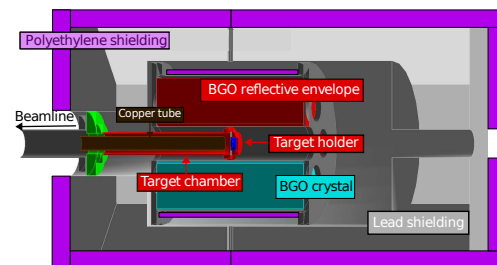 Polyethylene shielding
BGO reflective envelope
Beamline
Copper tube
Target holder
Target chamber
BGO crystal
Lead shielding